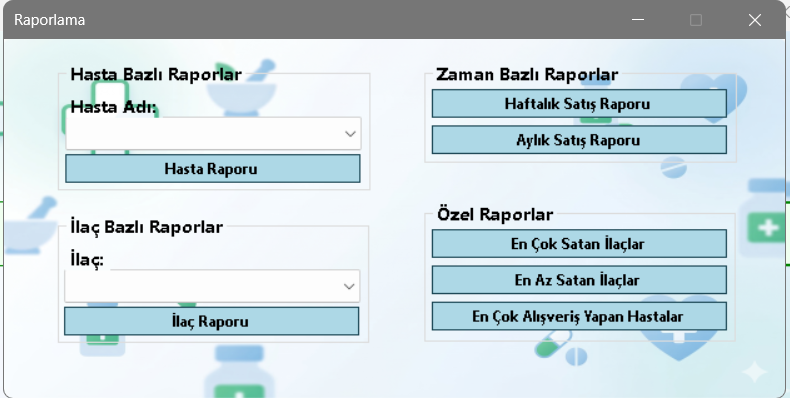 Raporlama
Hasta Bazlı Raporlar
Hasta Adı:
Hasta Raporu
İlaç Bazlı Raporlar
İlaç:
İlaç Raporu
Zaman Bazlı Raporlar
Haftalık Satış Raporu
Aylık Satış Raporu
Özel Raporlar
En Çok Satan İlaçlar
En Az Satan İlaçlar
En Çok Alışveriş Yapan Hastalar